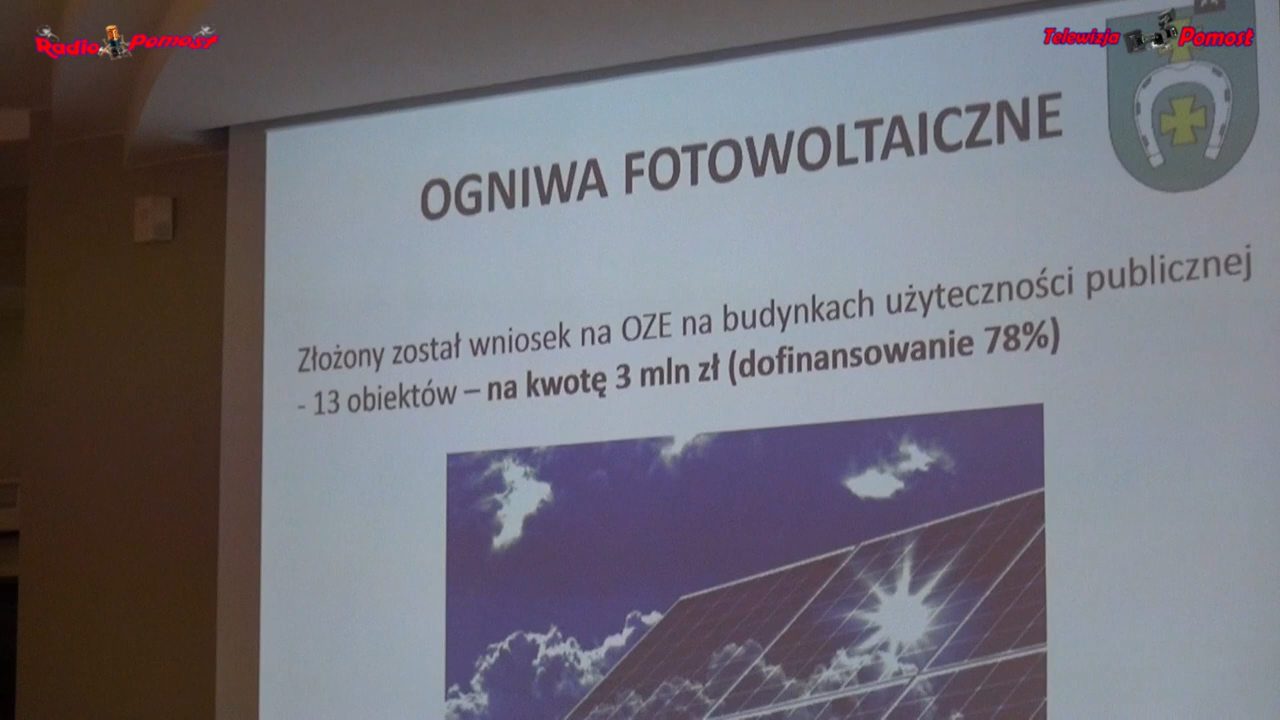 Radio Pomost
Telewizja Pomost
OGNIWA FOTOWOLTAICZNE
Złożony został wniosek na OZE na budynkach użyteczności publicznej
- 13 obiektów – na kwotę 3 mln zł (dofinansowanie 78%)